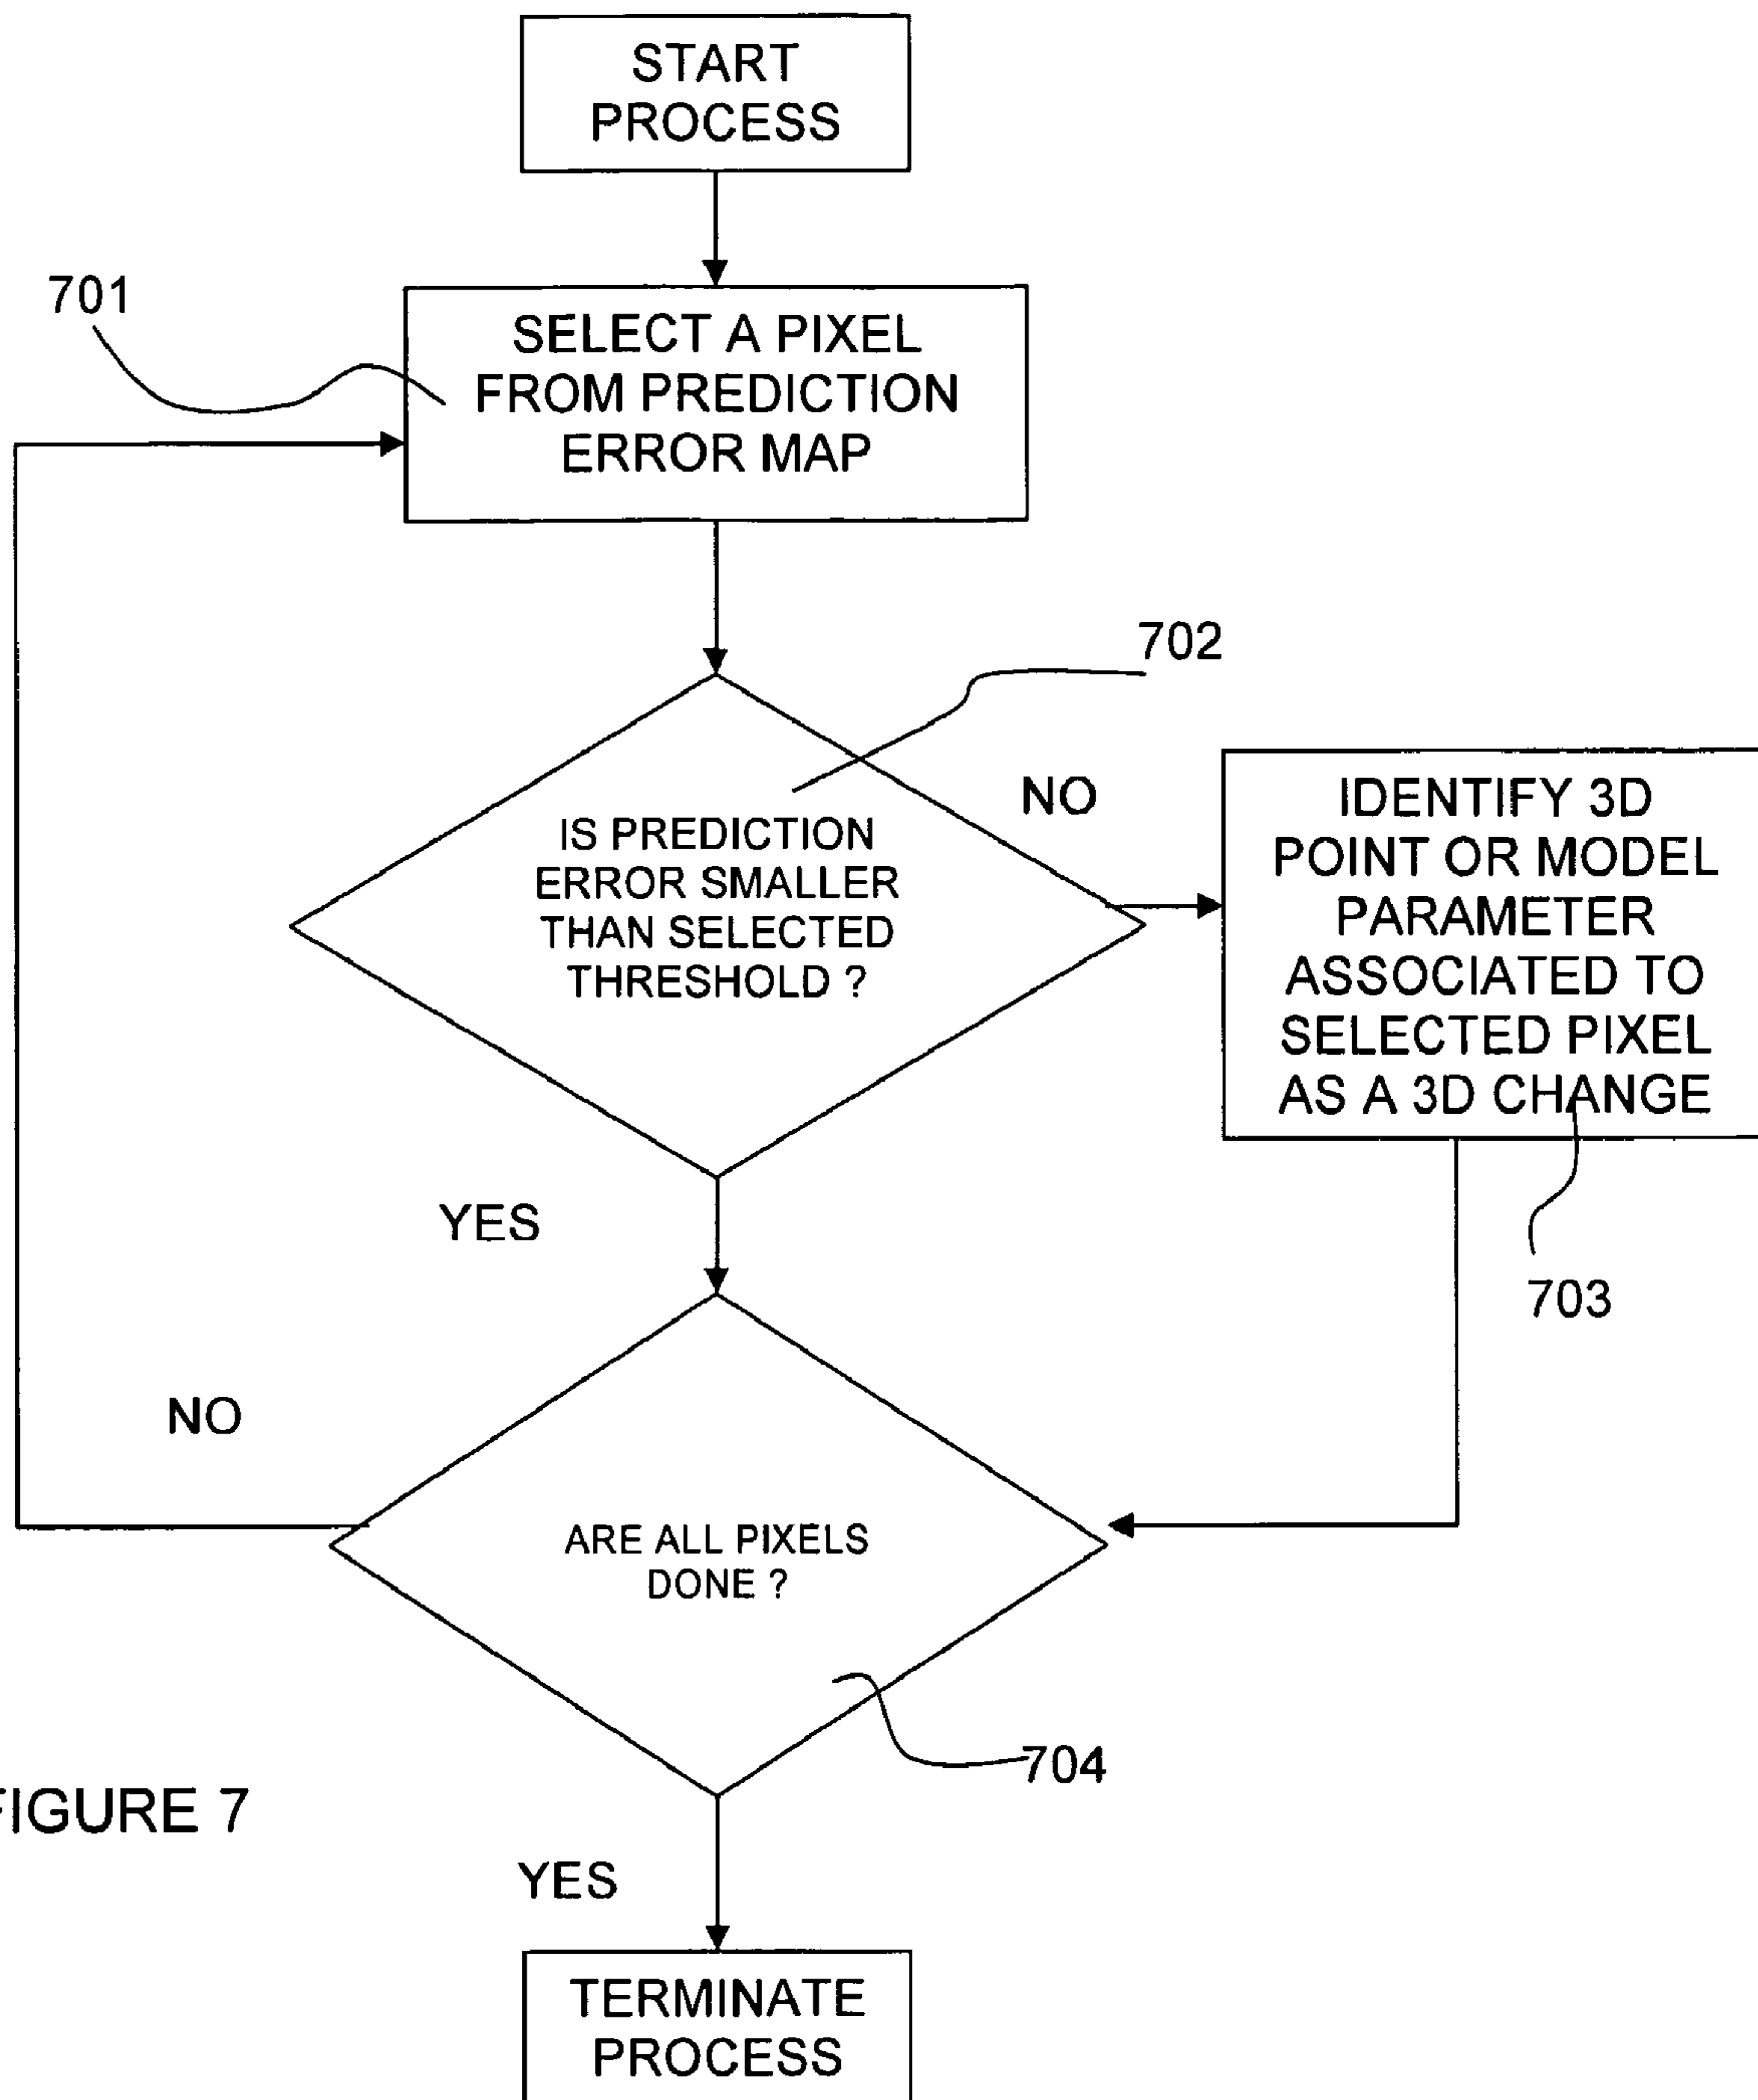 START
PROCESS
701
SELECT A PIXEL
FROM PREDICTION
ERROR MAP
702
NO
IS PREDICTION
ERROR SMALLER
THAN SELECTED
THRESHOLD ?
IDENTIFY 3D
POINT OR MODEL
PARAMETER
ASSOCIATED TO
SELECTED PIXEL
AS A 3D CHANGE
YES
703
NO
ARE ALL PIXELS
DONE ?
704
FIGURE 7
YES
TERMINATE
PROCESS